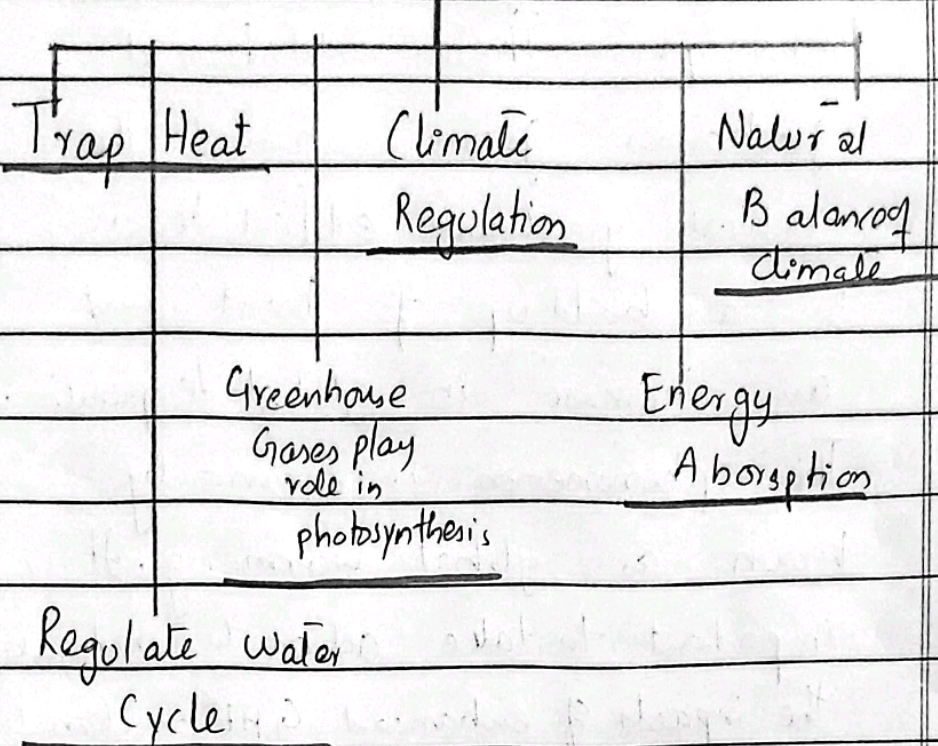 Trap Heat
Climate
Regulation
Natural
Balance of
climate
Greenhouse
Gases play
role in
photosynthesis
Energy
Aborsption
Regulate water
Cycle